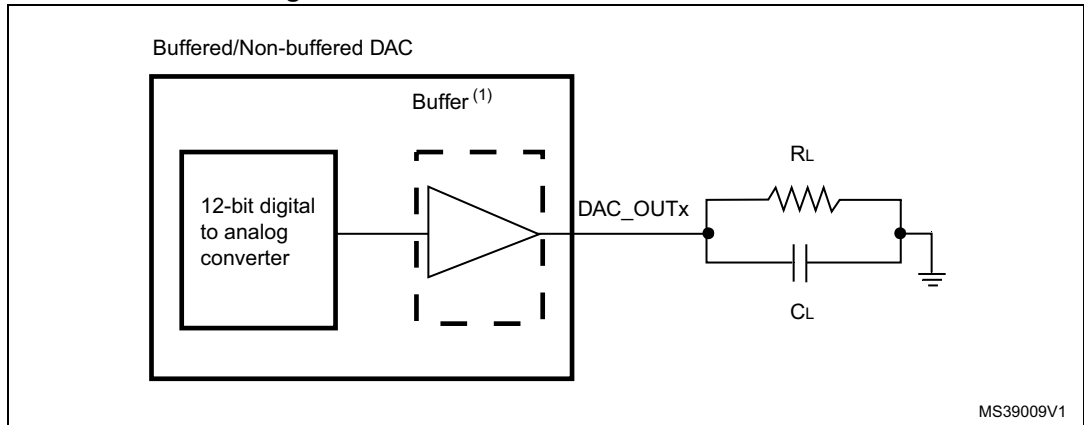 Buffered/Non-buffered DAC
Buffer (1)
12-bit digital
to analog
converter
DAC_OUTx
RL
CL
MS39009V1